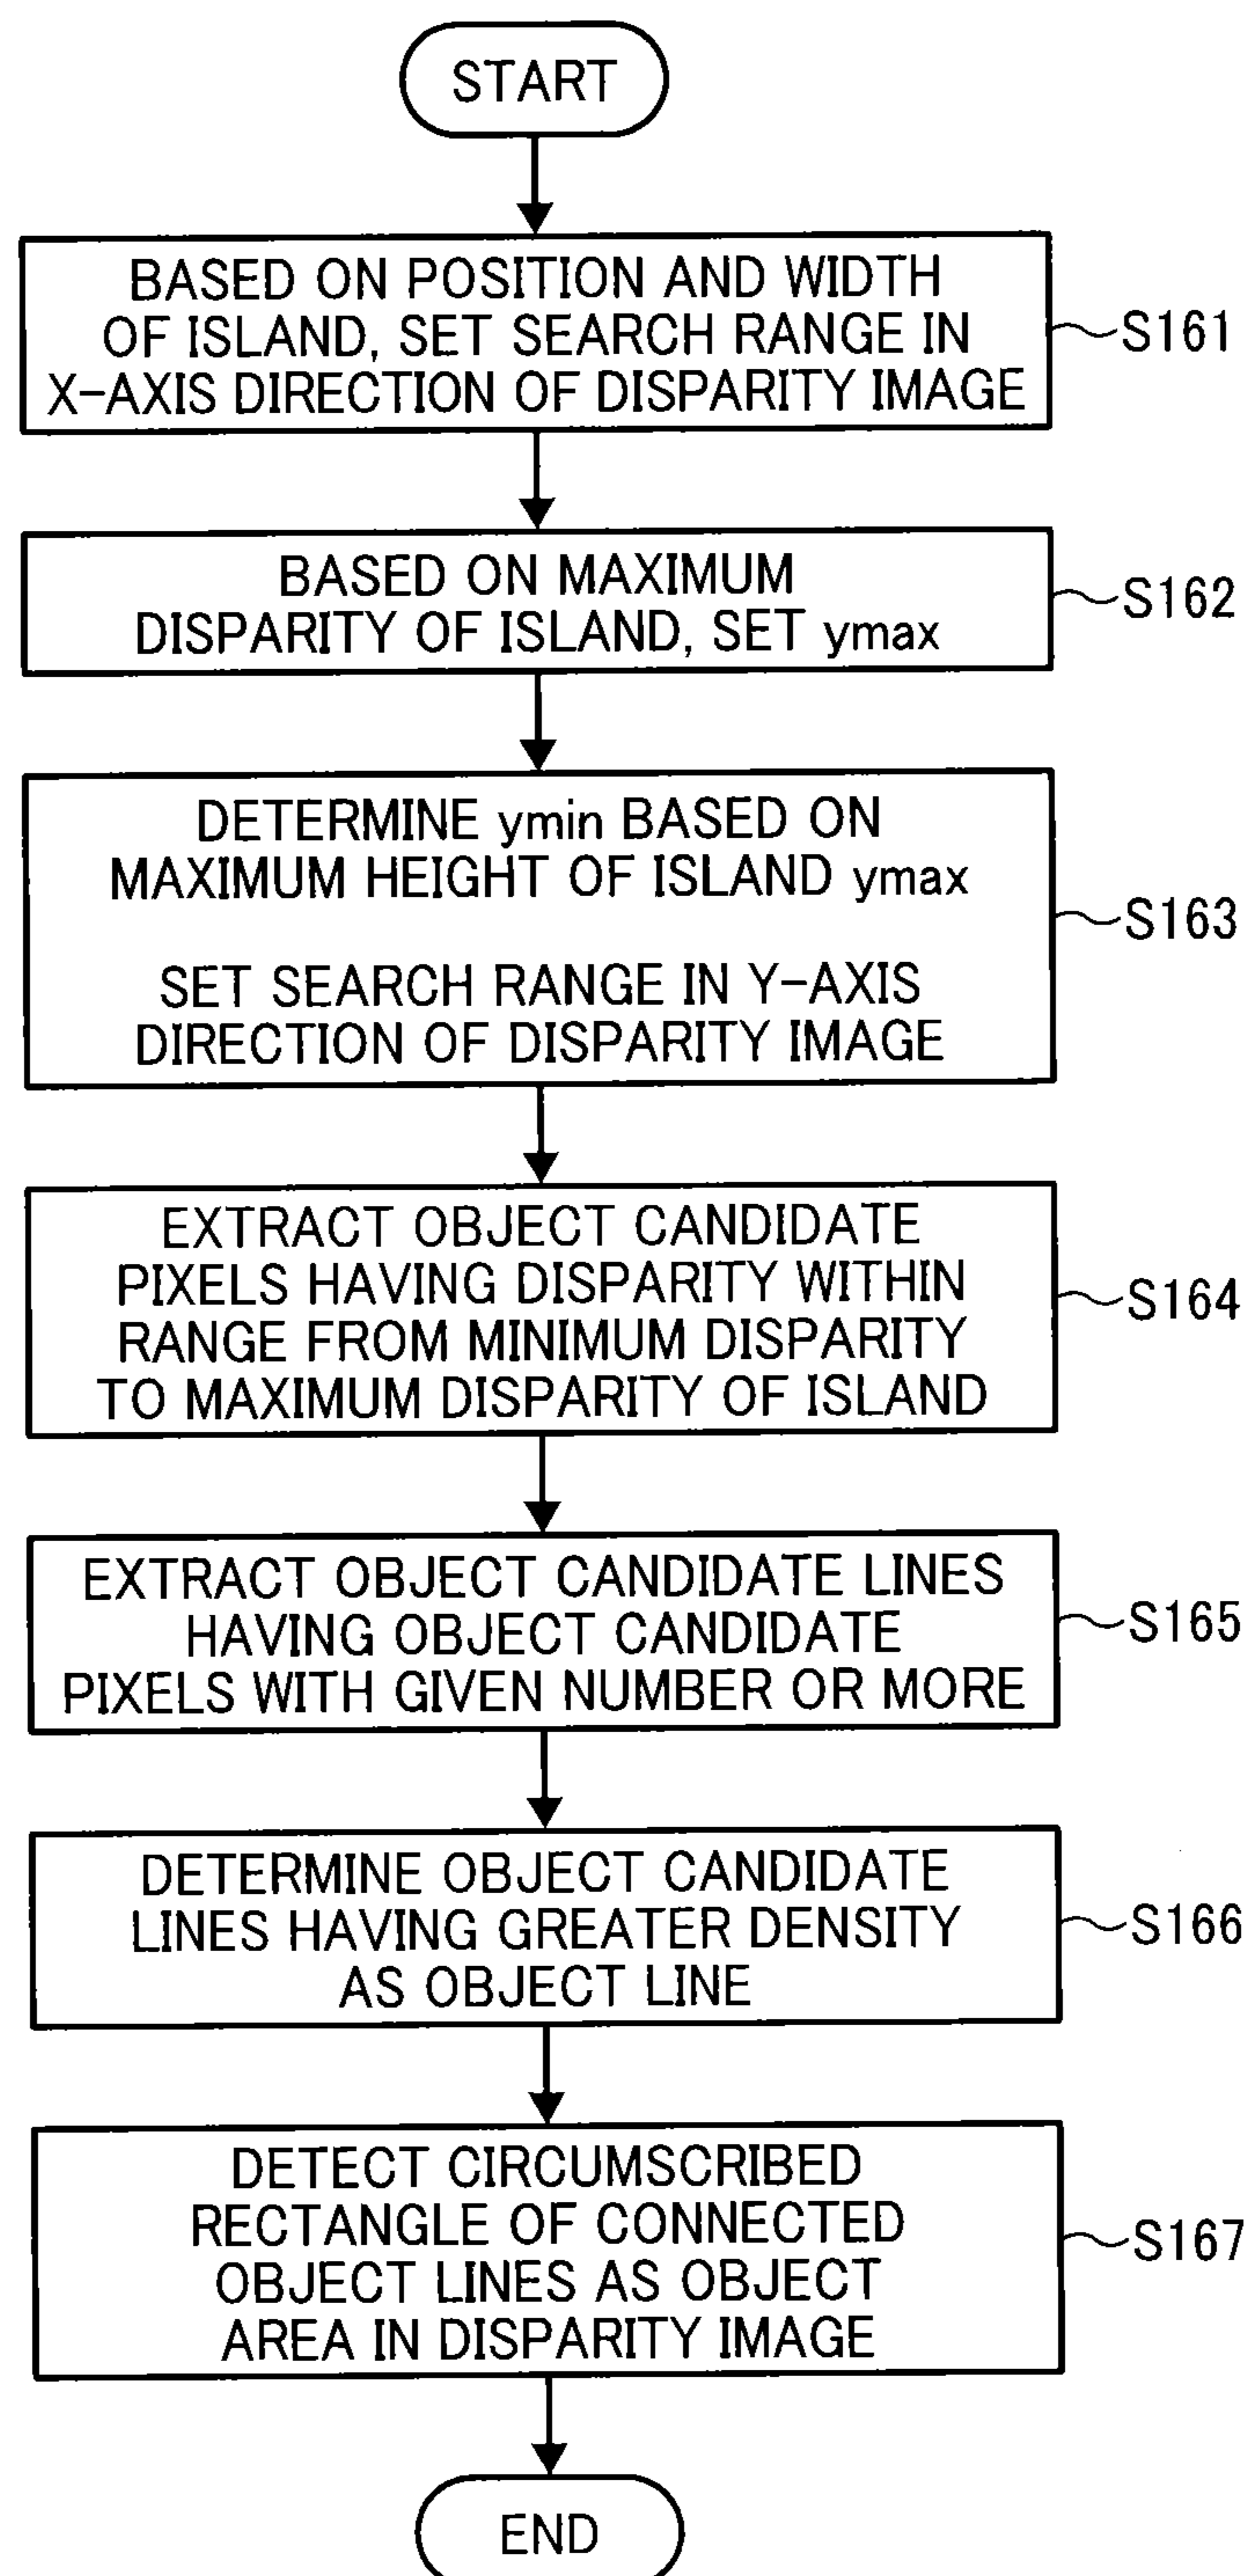 START
BASED ON POSITION AND WIDTH
OF ISLAND, SET SEARCH RANGE IN
X-AXIS DIRECTION OF DISPARITY IMAGE
S161
BASED ON MAXIMUM
DISPARITY OF ISLAND, SET ymax
S162
DETERMINE ymin BASED ON
MAXIMUM HEIGHT OF ISLAND ymax
SET SEARCH RANGE IN Y-AXIS
DIRECTION OF DISPARITY IMAGE
S163
EXTRACT OBJECT CANDIDATE
PIXELS HAVING DISPARITY WITHIN
RANGE FROM MINIMUM DISPARITY
TO MAXIMUM DISPARITY OF ISLAND
S164
EXTRACT OBJECT CANDIDATE LINES
HAVING OBJECT CANDIDATE
PIXELS WITH GIVEN NUMBER OR MORE
S165
DETERMINE OBJECT CANDIDATE
LINES HAVING GREATER DENSITY
AS OBJECT LINE
S166
DETECT CIRCUMSCRIBED
RECTANGLE OF CONNECTED
OBJECT LINES AS OBJECT
AREA IN DISPARITY IMAGE
S167
END